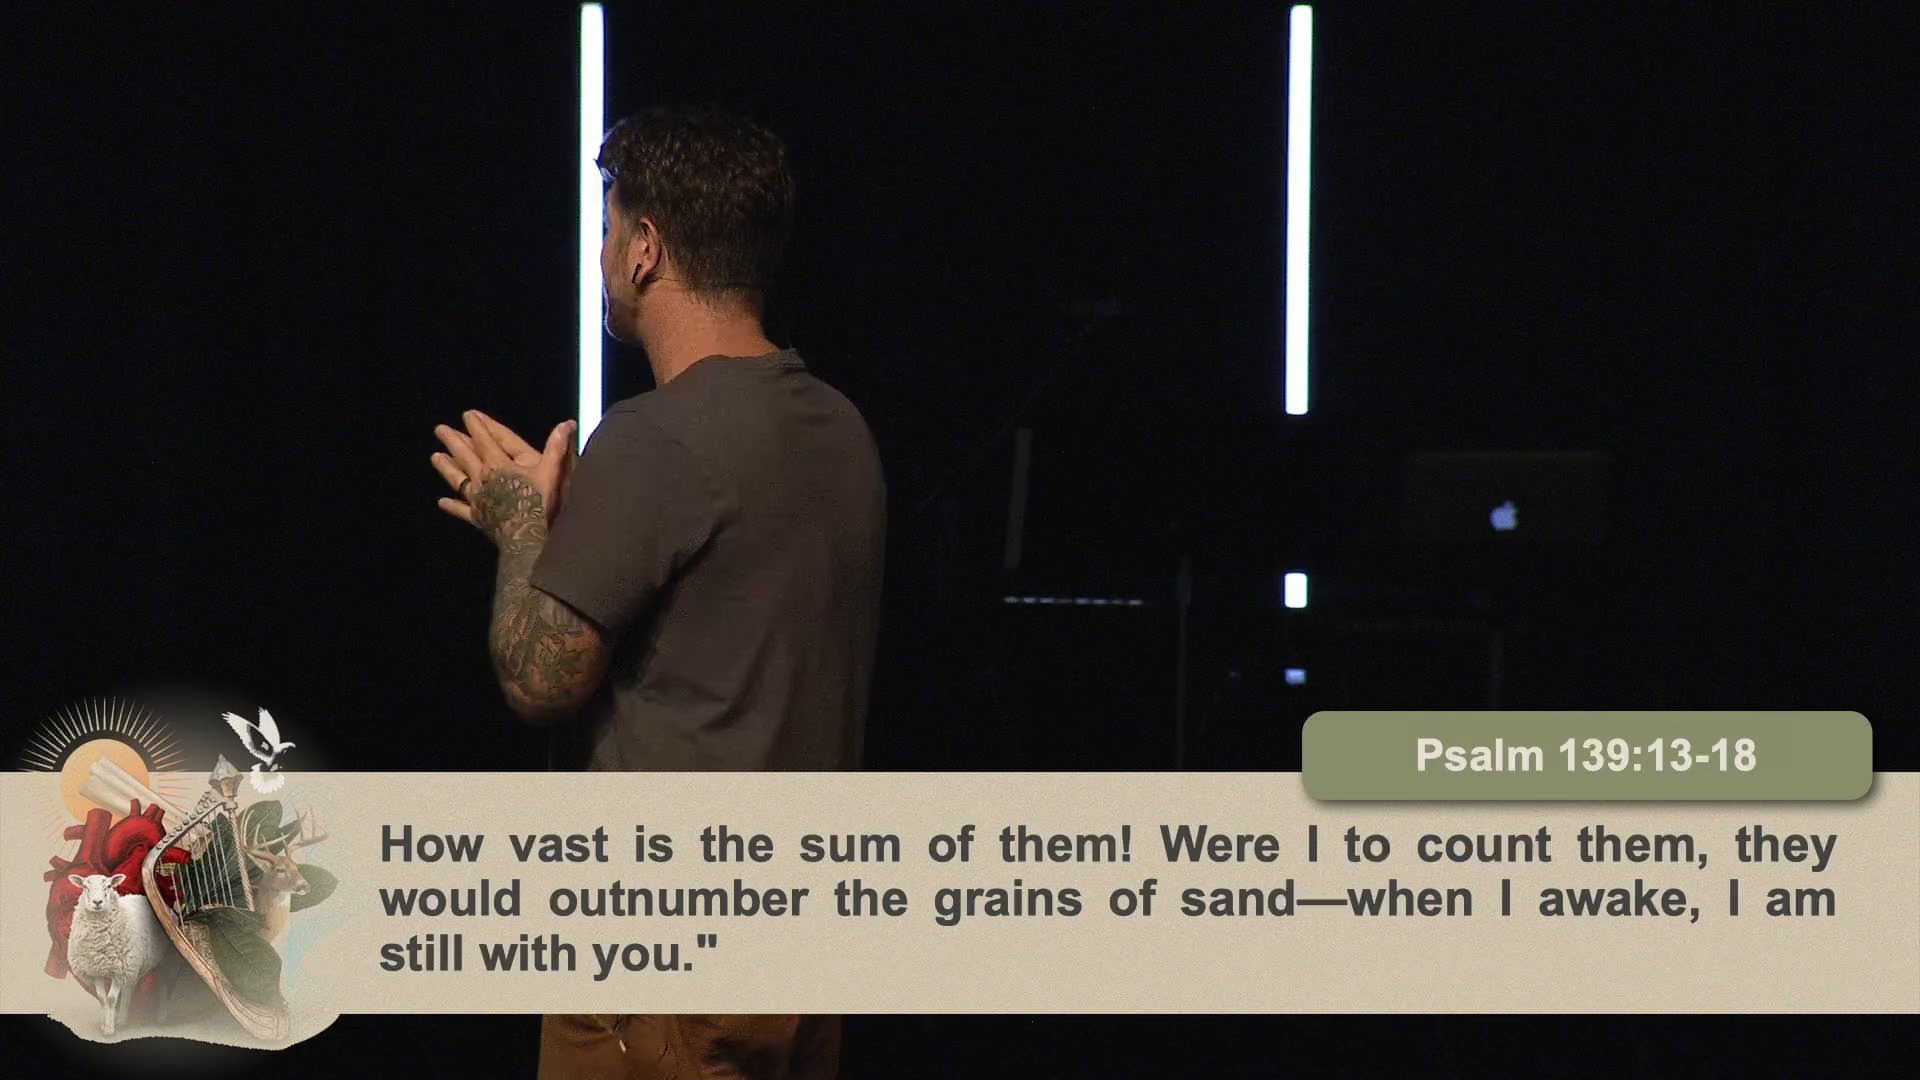 Psalm 139:13-18
How vast is the sum of them! Were I to count them, they
would outnumber the grains of sand—when I awake, I am
still with you."